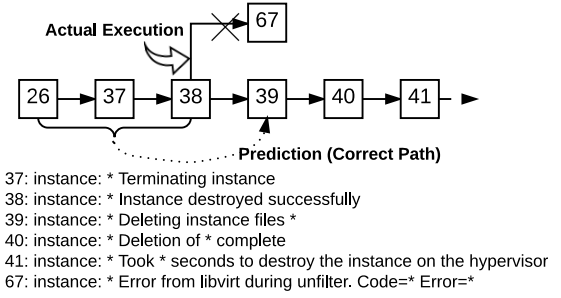 67
Actual Execution
26 37 38 39 40 41
Prediction (Correct Path)
37: instance: * Terminating instance
38: instance: * Instance destroyed successfully
39: instance: * Deleting instance files *
40: instance: * Deletion of * complete
41: instance: * Took * seconds to destroy the instance on the hypervisor
67: instance: * Error from libvirt during unfilter. Code=* Error=*